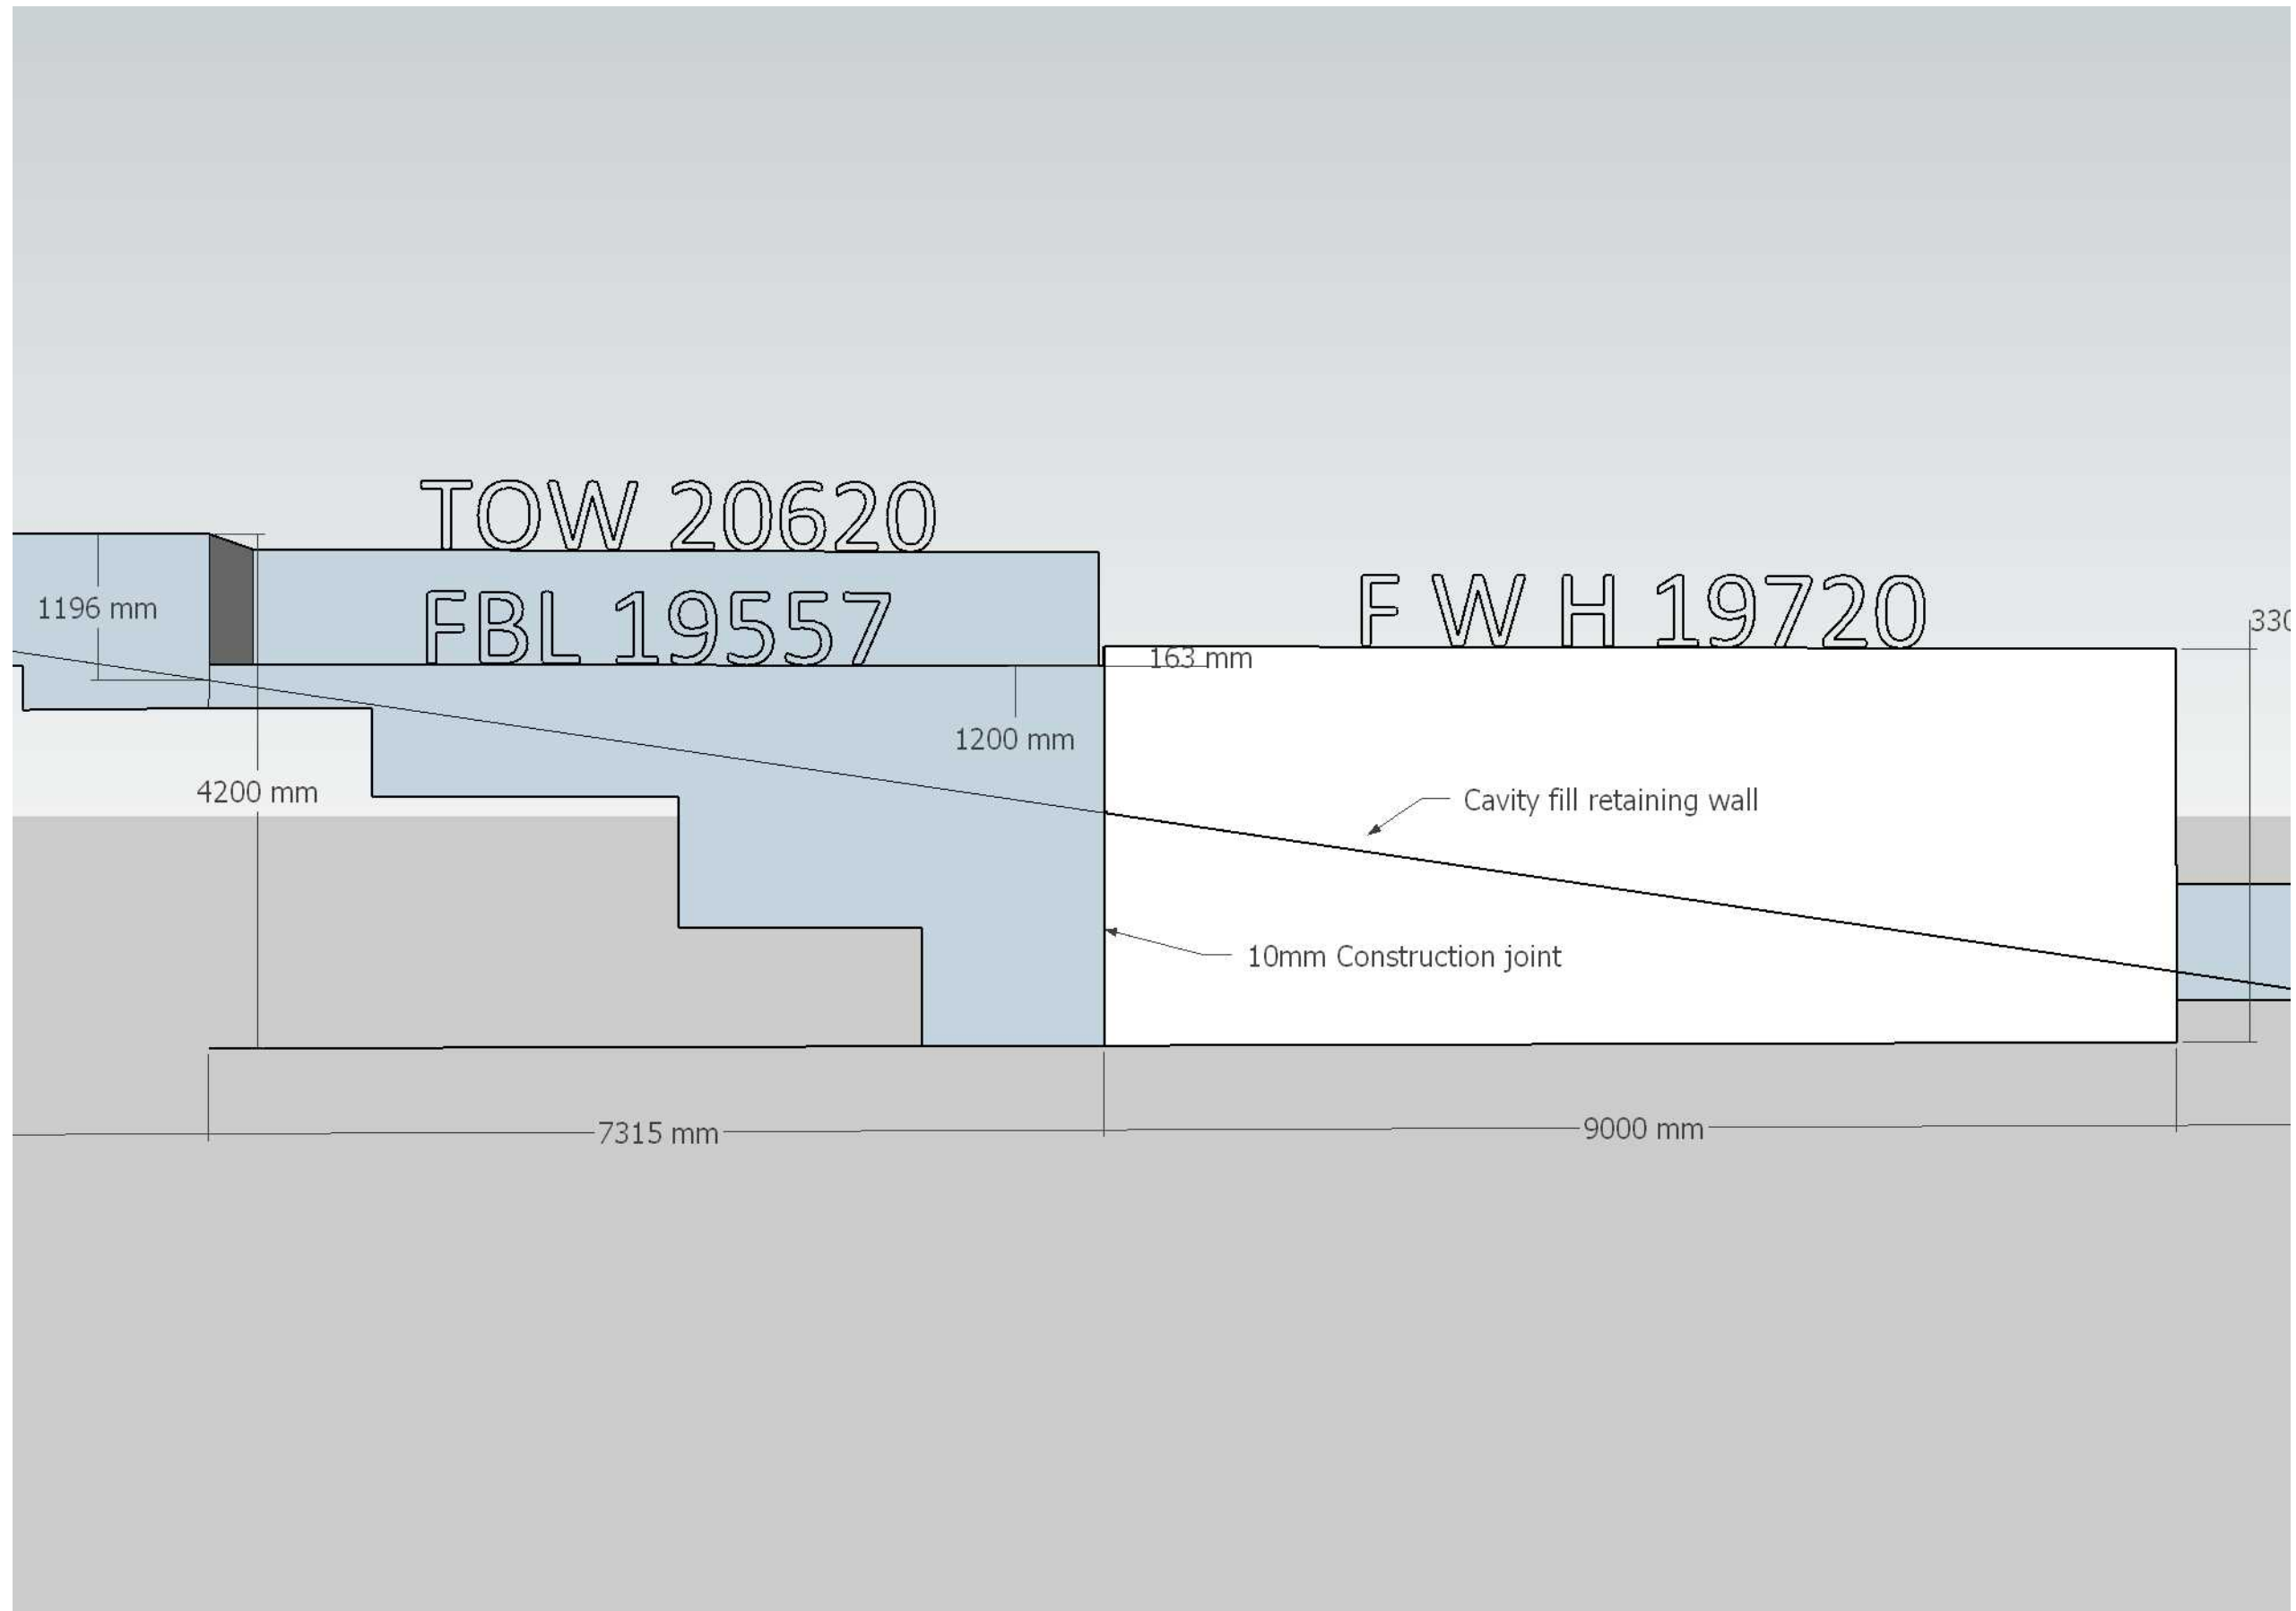 TOW 20620
FBL 19557
F W H 19720
1196 mm
163 mm
330
1200 mm
4200 mm
Cavity fill retaining wall
10mm Construction joint
7315 mm
9000 mm